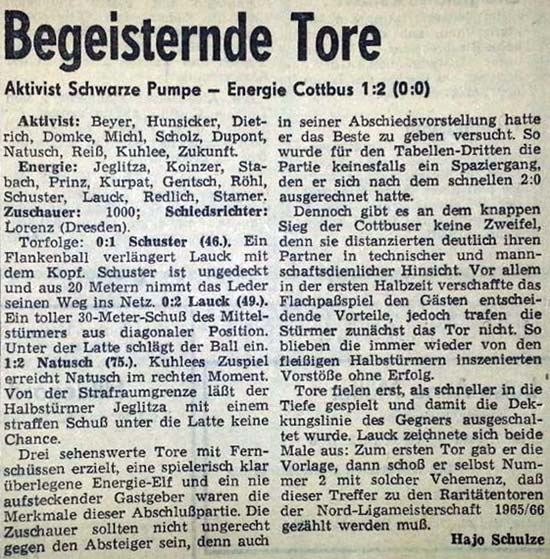 Begeisternde Tore
Aktivist Schwarze Pumpe – Energie Cottbus 1:2 (0:0)
Aktivist: Beyer, Hunsicker, Diet-
rich, Domke, Michl, Scholz, Dupont,
Natusch, Reiß, Kuhlee, Zukunft.
Energie: Jeglitza, Koinzer, Sta-
bach, Prinz, Kurpat, Gentsch, Röhl,
Schuster, Lauck, Redlich, Stamer.
Zuschauer: 1000; Schiedsrichter:
Lorenz (Dresden).
Torfolge: 0:1 Schuster (46.). Ein
Flankenball verlängert Lauck mit
dem Kopf. Schuster ist ungedeckt
und aus 20 Metern nimmt das Leder
seinen Weg ins Netz. 0:2 Lauck (49.).
Ein toller 30-Meter-Schuß des Mittel-
stürmers aus diagonaler Position.
Unter der Latte schlägt der Ball ein.
1:2 Natusch (75.). Kuhlees Zuspiel
erreicht Natusch im rechten Moment.
Von der Strafraumgrenze läßt der
Halbstürmer Jeglitza mit einem
straffen Schuß unter die Latte keine
Chance.
Drei sehenswerte Tore mit Fern-
schüssen erzielt, eine spielerisch klar
überlegene Energie-Elf und ein nie
aufsteckender Gastgeber waren die
Merkmale dieser Abschlußpartie. Die
Zuschauer sollten nicht ungerecht
gegen den Absteiger sein, denn auch
in seiner Abschiedsvorstellung hatte
er das Beste zu geben versucht. So
wurde für den Tabellen-Dritten die
Partie keinesfalls ein Spaziergang,
den er sich nach dem schnellen 2:0
ausgerechnet hatte.
Dennoch gibt es an dem knappen
Sieg der Cottbuser keine Zweifel,
denn sie distanzierten deutlich ihren
Partner in technischer und mann-
schaftsdienlicher Hinsicht. Vor allem
in der ersten Halbzeit verschaffte das
Flachpaßspiel den Gästen entschei-
dende Vorteile, jedoch trafen die
Stürmer zunächst das Tor nicht. So
blieben die immer wieder von den
fleißigen Halbstürmern inszenierten
Vorstöße ohne Erfolg.
Tore fielen erst, als schneller in die
Tiefe gespielt und damit die Dek-
kungslinie des Gegners ausgeschal-
tet wurde. Lauck zeichnete sich beide
Male aus: Zum ersten Tor gab er die
Vorlage, dann schoß er selbst Num-
mer 2 mit solcher Vehemenz, daß
dieser Treffer zu den Raritätentoren
der Nord-Ligameisterschaft 1965/66
gezählt werden muß.
Hajo Schulze